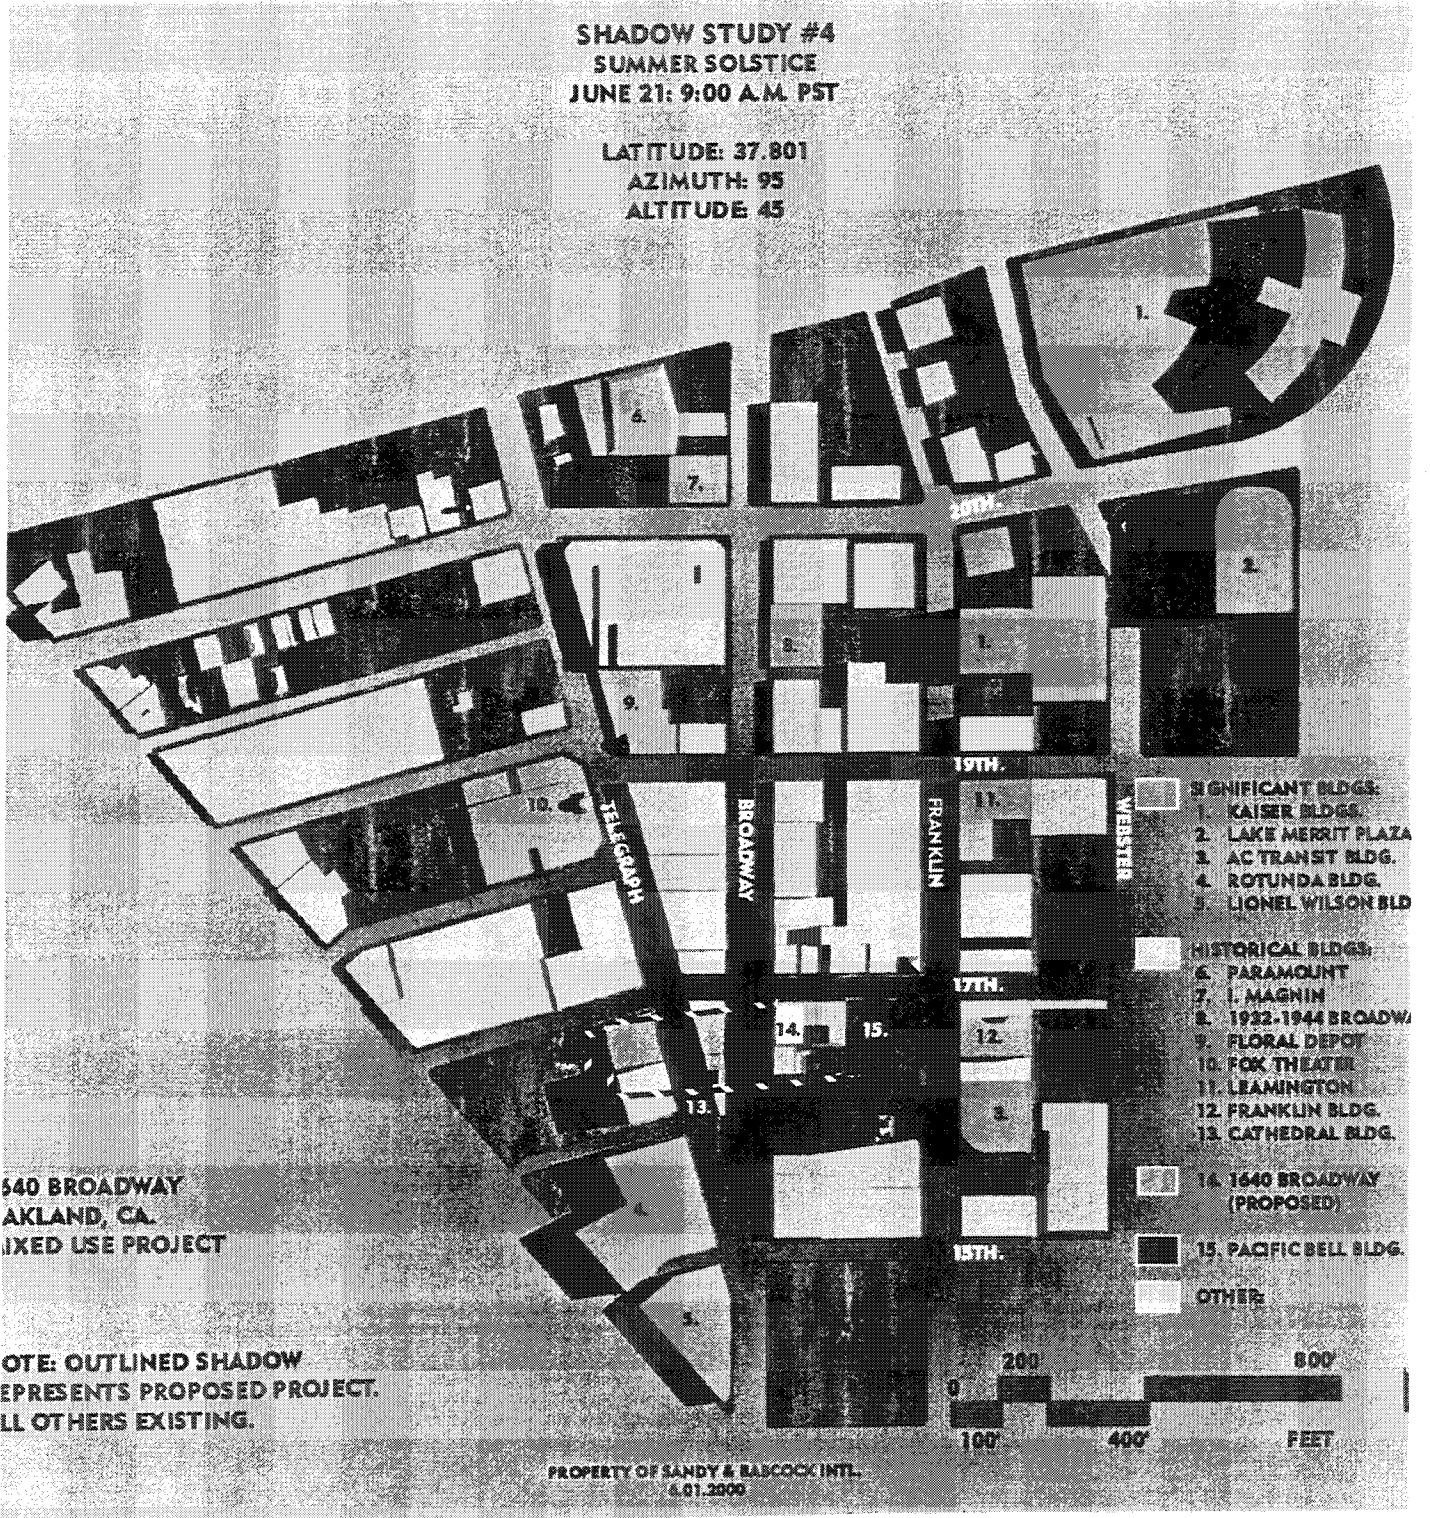 SHADOW STUDY #4
SUMMER SOLSTICE
JUNE 21: 9:00 A.M. PST
LATITUDE: 37.801
AZIMUTH: 95
ALTITUDE: 45
1.
6.
7.
20TH.
2.
8.
1.
9.
19TH.
10.
TELEGRAPH
BROADWAY
FRANKLIN
11.
WEBSTER
17TH.
14.
15.
12.
13.
3.
4.
15TH.
5.
SIGNIFICANT BLDGS:
1. KAISER BLDGS.
2. LAKE MERRIT PLAZA
3. AC TRANSIT BLDG.
4. ROTUNDA BLDG.
5. LIONEL WILSON BLD
HISTORICAL BLDGS:
6. PARAMOUNT
7. I. MAGNIN
8. 1932-1944 BROADWA
9. FLORAL DEPOT
10. FOX THEATER
11. LEAMINGTON
12. FRANKLIN BLDG.
13. CATHEDRAL BLDG.
14. 1640 BROADWAY
(PROPOSED)
15. PACIFIC BELL BLDG.
OTHER:
640 BROADWAY
AKLAND, CA.
IXED USE PROJECT
OTE: OUTLINED SHADOW
EPRESENTS PROPOSED PROJECT.
LL OTHERS EXISTING.
200' 800'
0
100' 400' FEET
PROPERTY OF SANDY & BABCOCK INTL.
6.01.2000